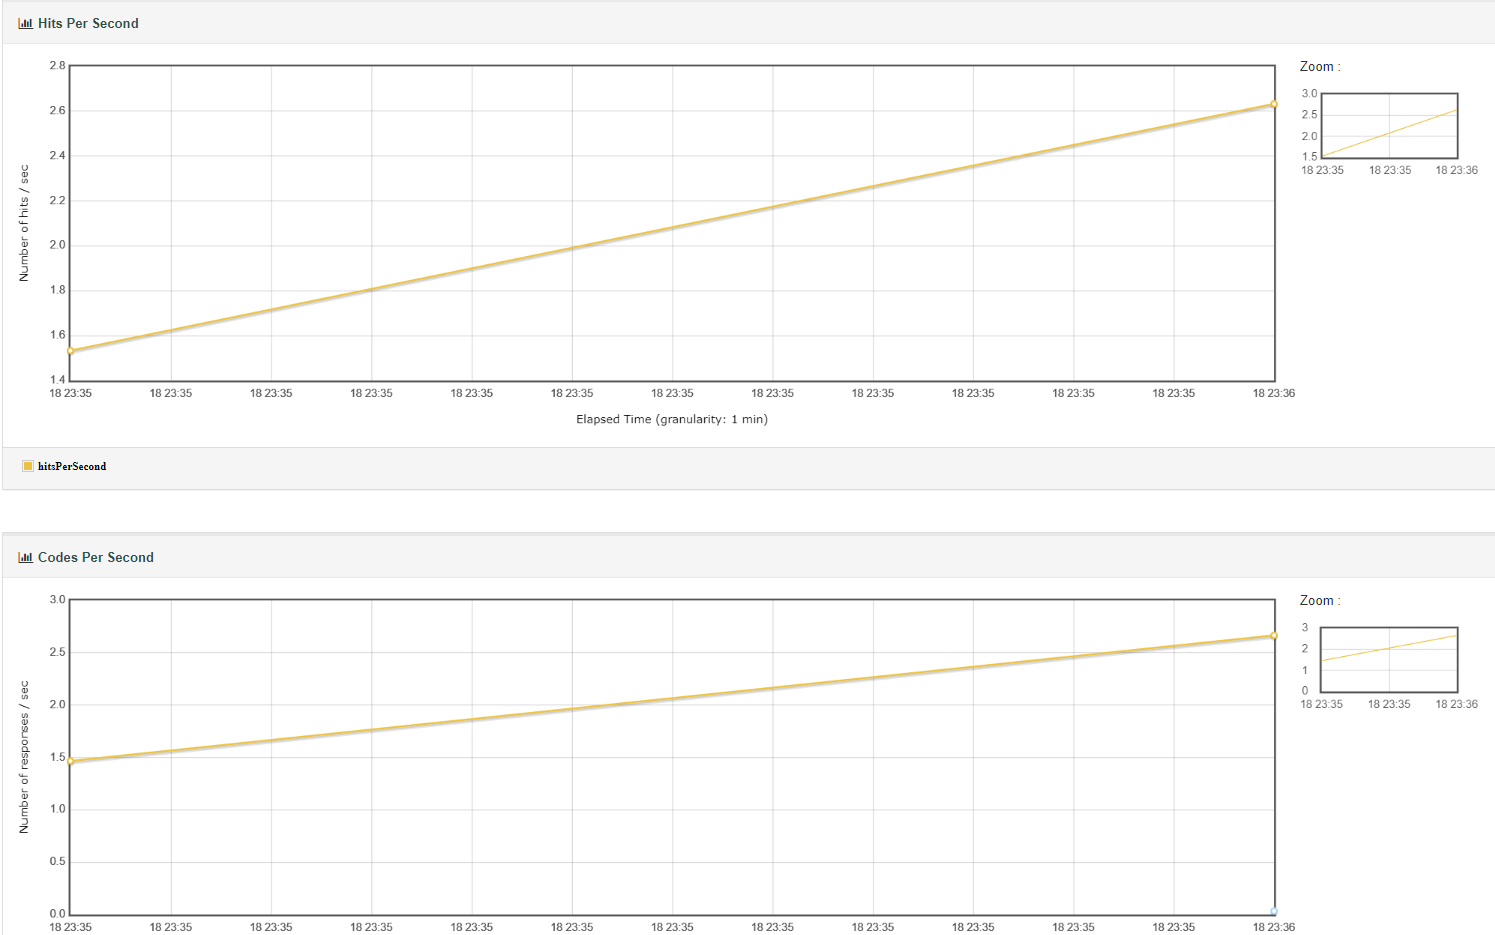 Hits Per Second
2.8
2.6
2.4
2.2
2.0
1.8
1.6
1.4
Number of hits / sec
18 23:35 18 23:35 18 23:35 18 23:35 18 23:35 18 23:35 18 23:35 18 23:35 18 23:35 18 23:35 18 23:35 18 23:35 18 23:36
Elapsed Time (granularity: 1 min)
Zoom :
3.0
2.5
2.0
1.5
18 23:35 18 23:35 18 23:36
hitsPerSecond
Codes Per Second
3.0
2.5
2.0
1.5
1.0
0.5
0.0
Number of responses / sec
18 23:35 18 23:35 18 23:35 18 23:35 18 23:35 18 23:35 18 23:35 18 23:35 18 23:35 18 23:35 18 23:35 18 23:35 18 23:36
Zoom :
3
2
1
0
18 23:35 18 23:35 18 23:36